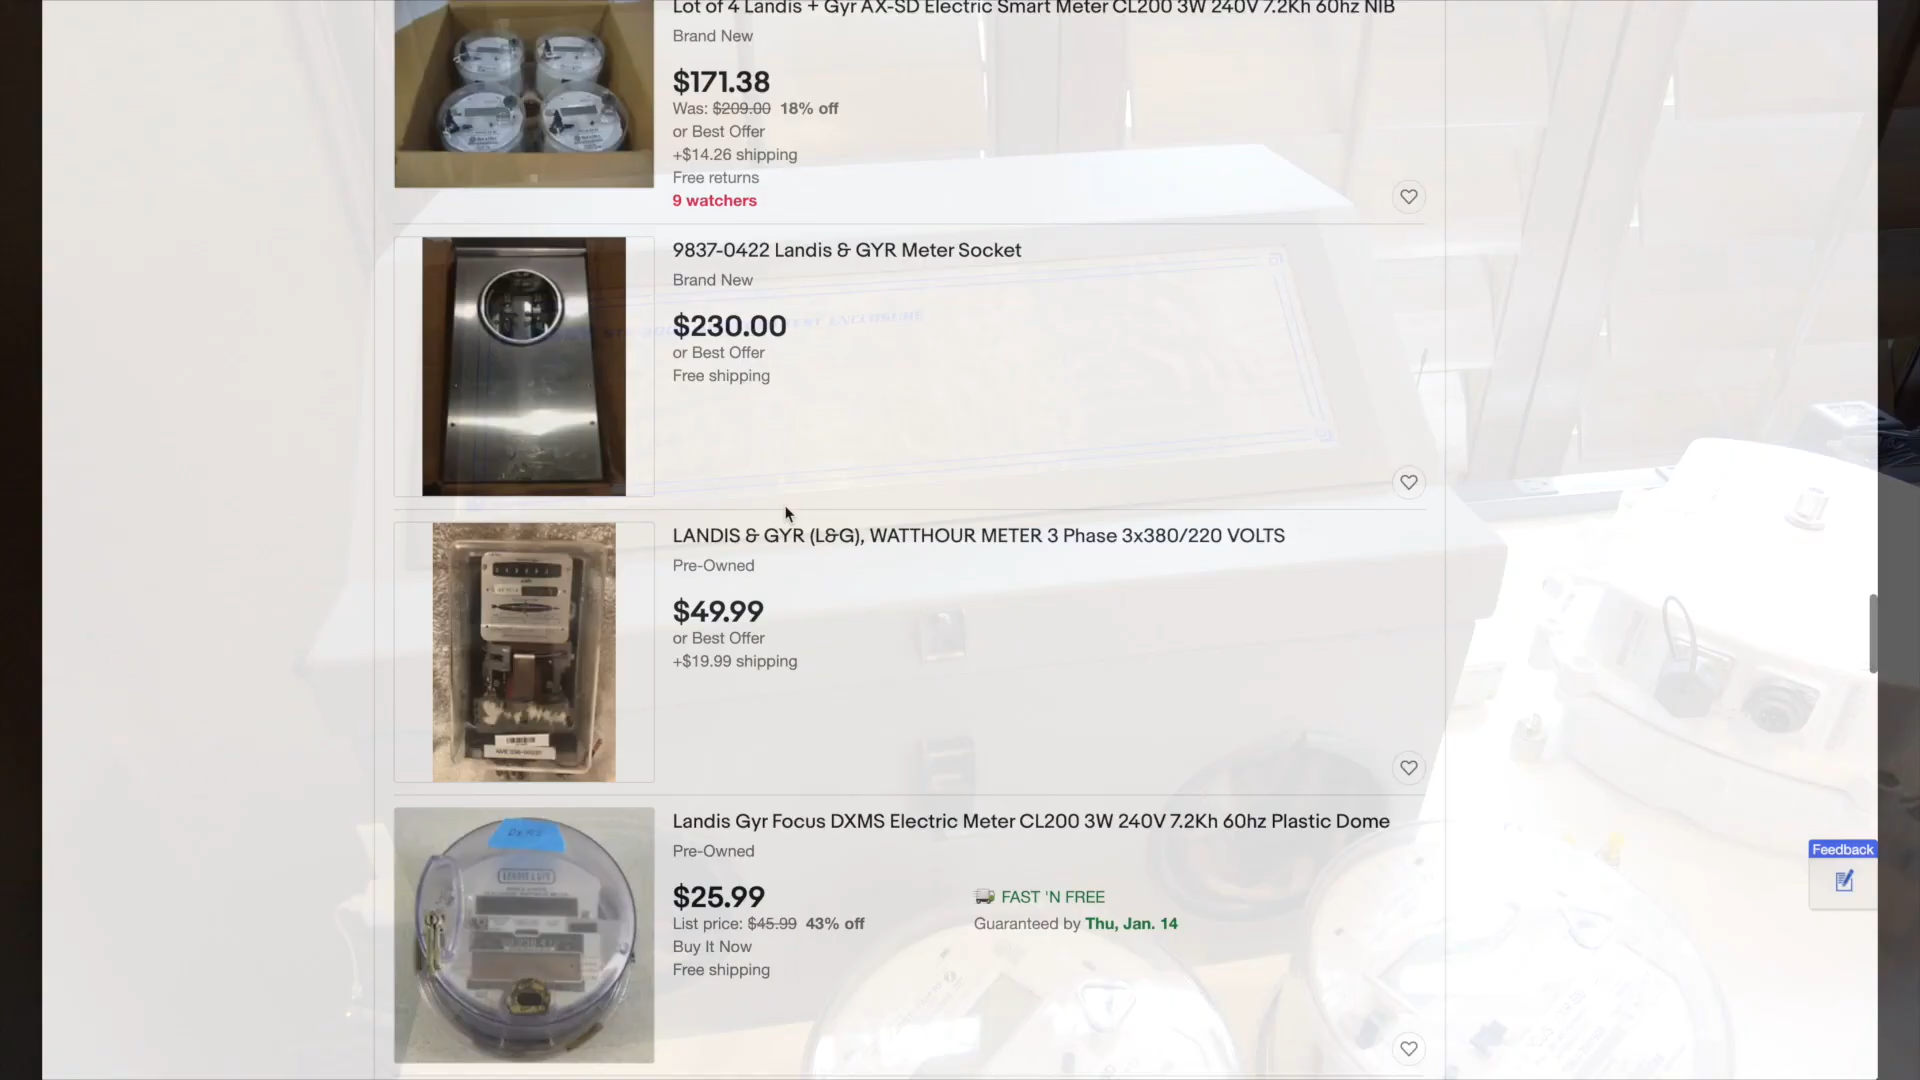 Lot of 4 Landis + Gyr AX-SD Electric Smart Meter CL200 3W 240V 7.2Kh 60hz NIB
Brand New
$171.38
Was: $209.00 18% off
or Best Offer
+$14.26 shipping
Free returns
9 watchers
9837-0422 Landis & GYR Meter Socket
Brand New
$230.00
or Best Offer
Free shipping
TEST ENCLOSURE
LANDIS & GYR (L&G), WATTHOUR METER 3 Phase 3x380/220 VOLTS
Pre-Owned
$49.99
or Best Offer
+$19.99 shipping
Landis Gyr Focus DXMS Electric Meter CL200 3W 240V 7.2Kh 60hz Plastic Dome
Pre-Owned
$25.99
List price: $45.99 43% off
Buy It Now
Free shipping
FAST 'N FREE
Guaranteed by Thu, Jan. 14
LANDIS & GYR
Feedback